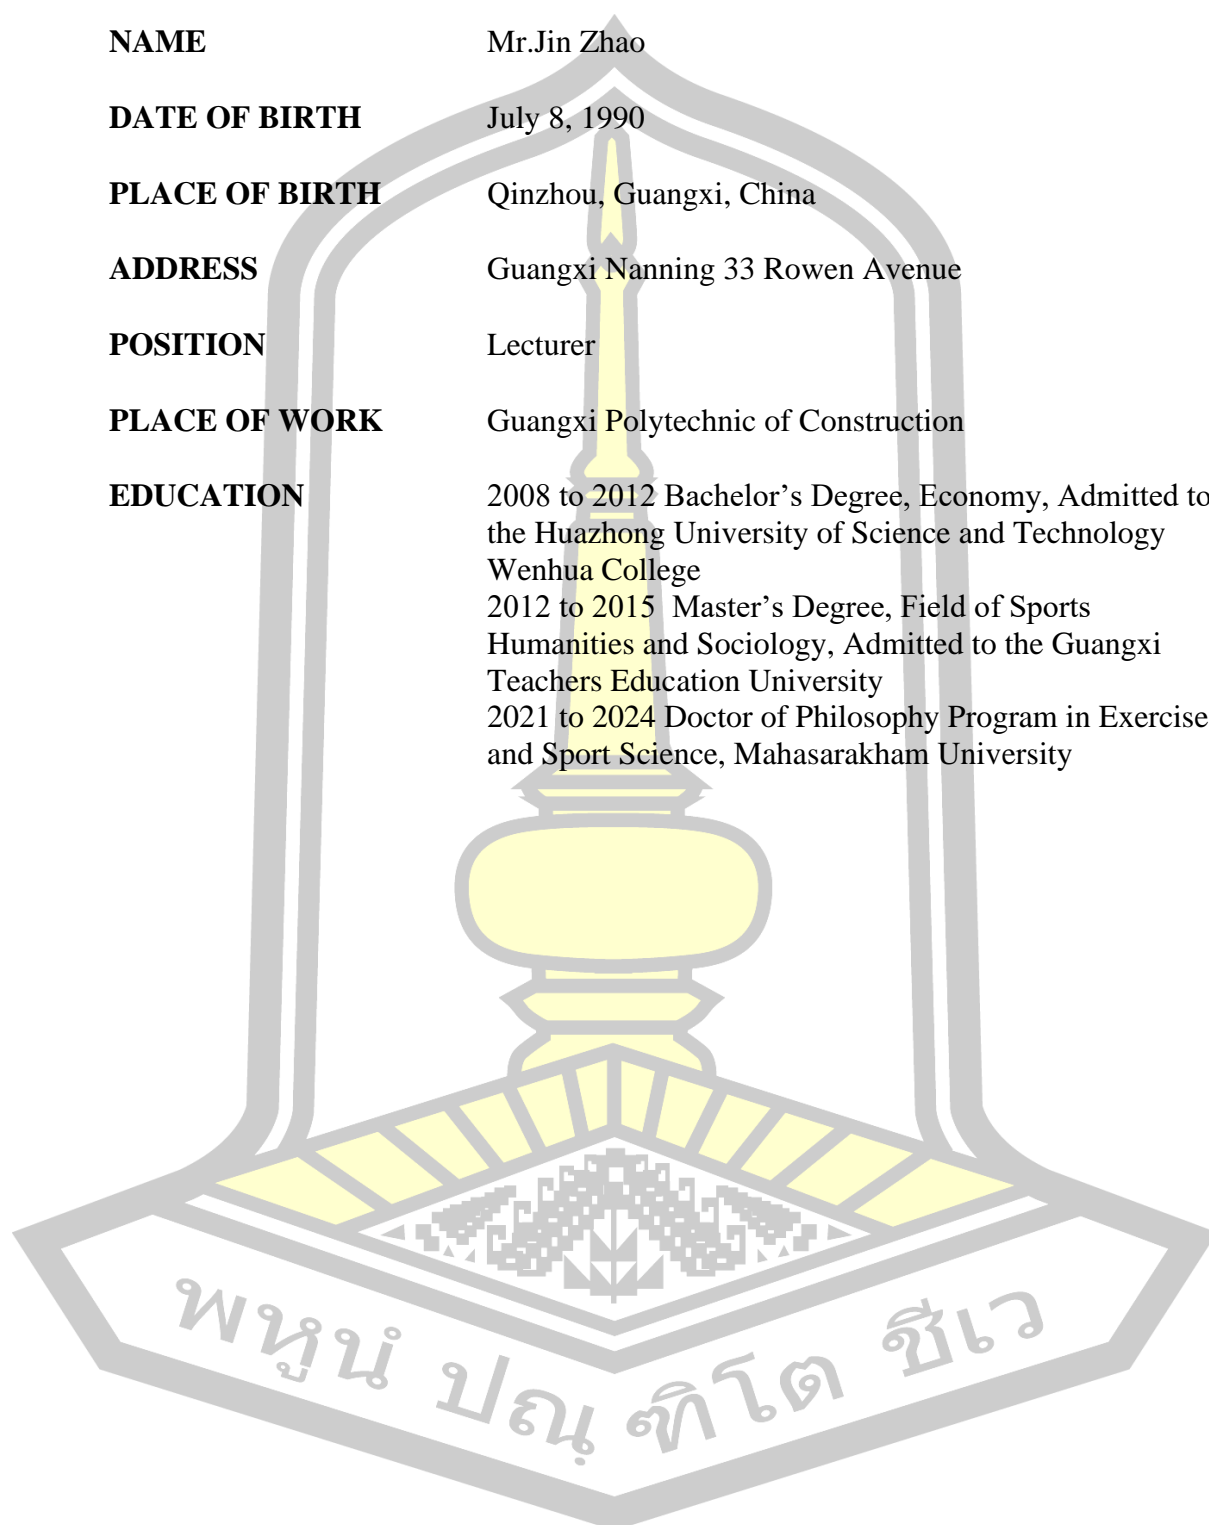 NAME Mr.Jin Zhao
DATE OF BIRTH July 8, 1990
PLACE OF BIRTH Qinzhou, Guangxi, China
ADDRESS Guangxi Nanning 33 Rowen Avenue
POSITION Lecturer
PLACE OF WORK Guangxi Polytechnic of Construction
EDUCATION 2008 to 2012 Bachelor’s Degree, Economy, Admitted to
the Huazhong University of Science and Technology
Wenhua College
2012 to 2015  Master’s Degree, Field of Sports
Humanities and Sociology, Admitted to the Guangxi
Teachers Education University
2021 to 2024 Doctor of Philosophy Program in Exercise
and Sport Science, Mahasarakham University
พหูนํ ปณฺฑิโต ชีเว